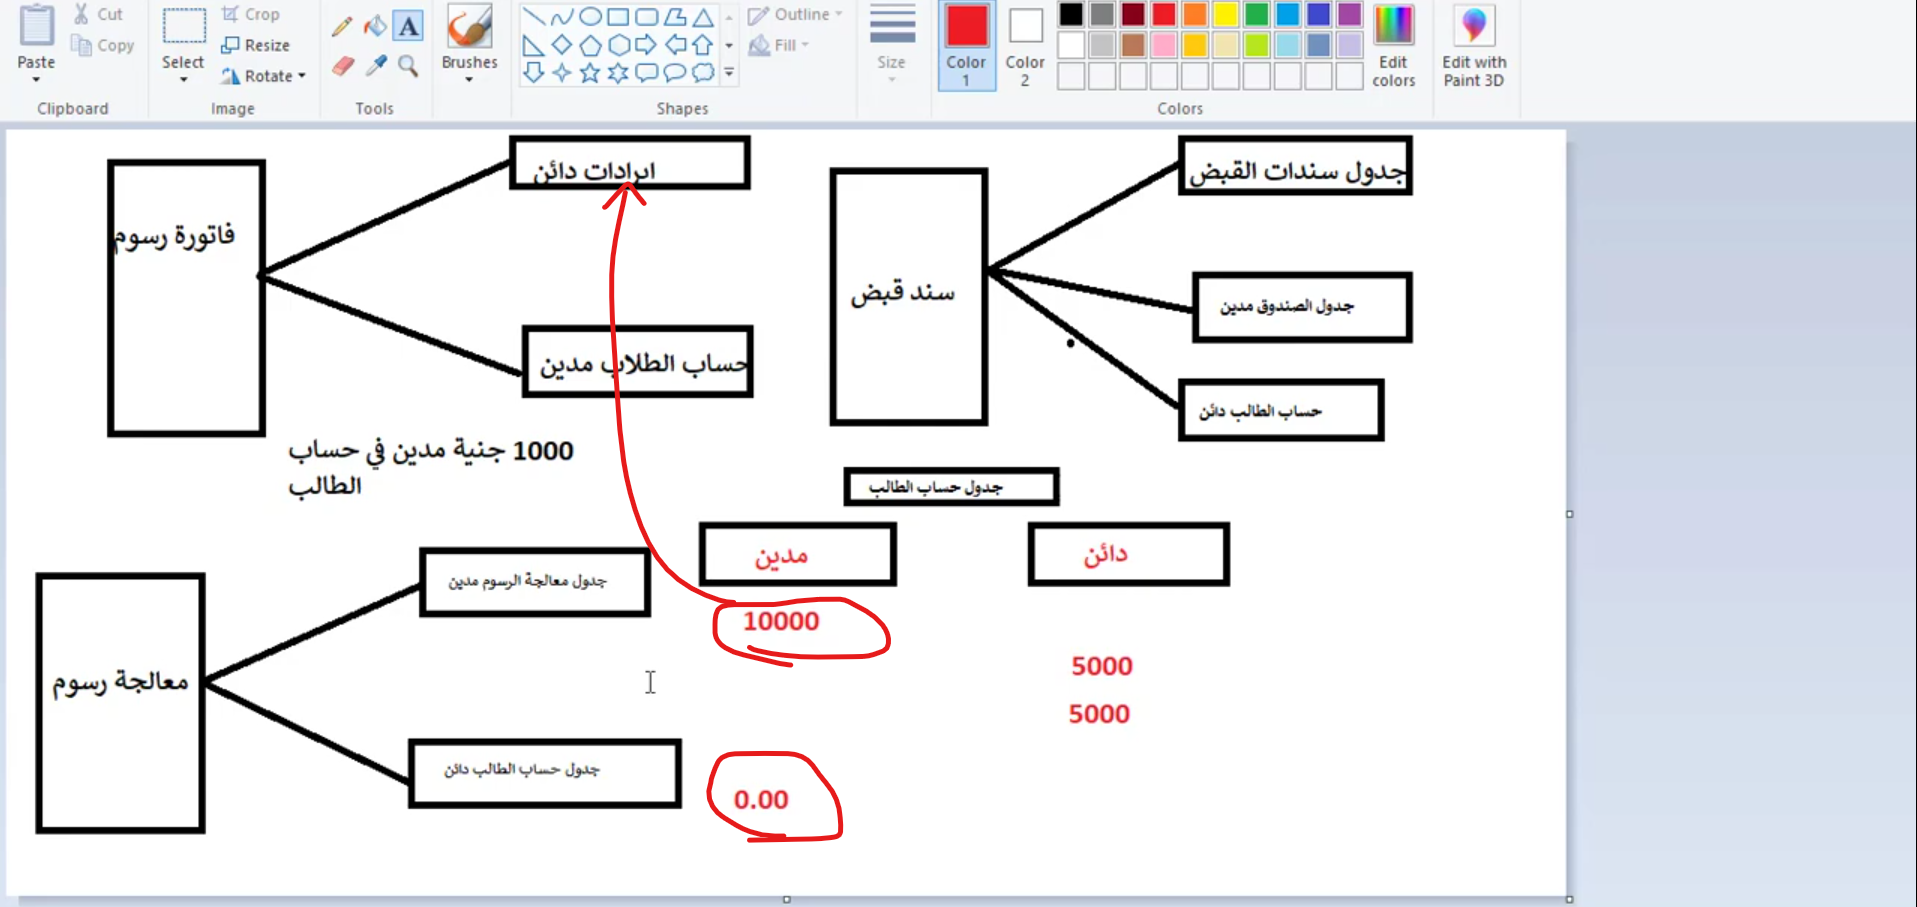 Paste
Cut
Copy
Clipboard
Select
Crop
Resize
Rotate
Image
A
Tools
Brushes
Shapes
Outline
Fill
Size
Color 1
Color 2
Edit colors
Colors
Edit with Paint 3D
ايرادات دائن
فاتورة رسوم
حساب الطلاب مدين
1000 جنية مدين في حساب
الطالب
جدول سندات القبض
سند قبض
جدول الصندوق مدين
حساب الطالب دائن
جدول حساب الطالب
مدين
دائن
10000
5000
5000
0.00
جدول معالجة الرسوم مدين
معالجة رسوم
جدول حساب الطالب دائن